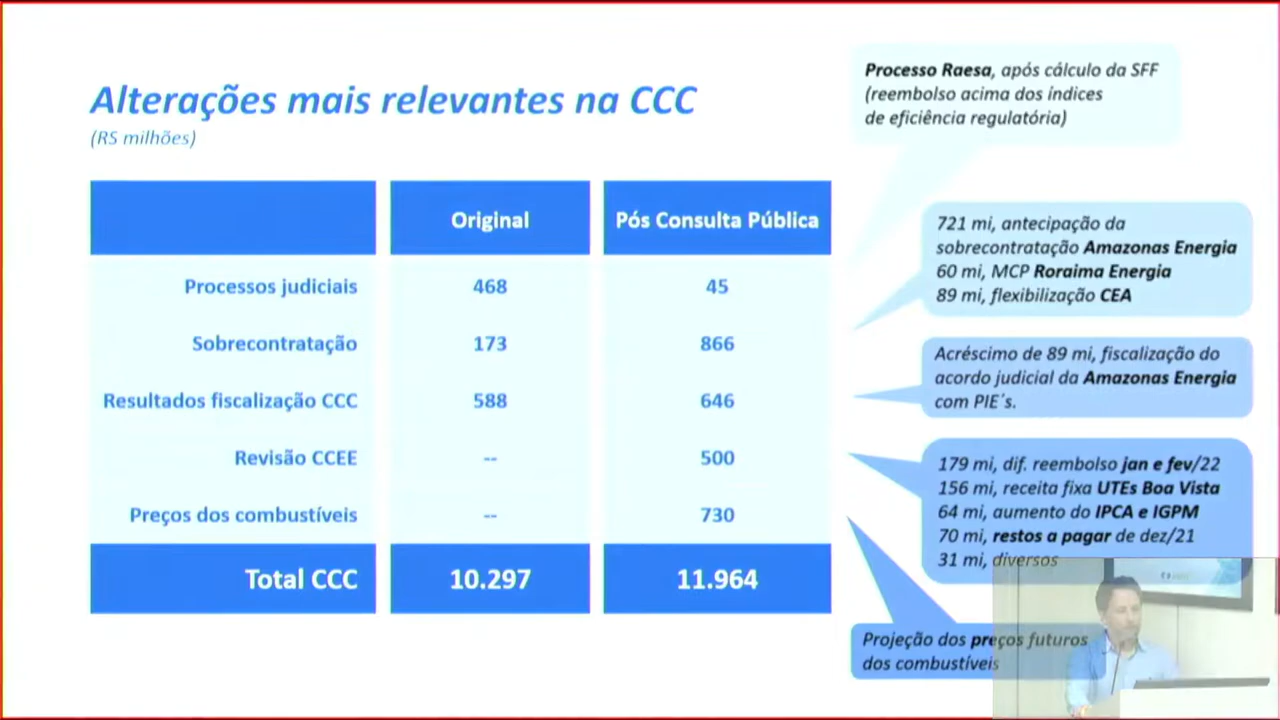 Alterações mais relevantes na CCC
(RS milhões)
Original
Pós Consulta Pública
Processos judiciais
468
45
Sobrecontratação
173
866
Resultados fiscalização CCC
588
646
Revisão CCEE
--
500
Preços dos combustíveis
--
730
Total CCC
10.297
11.964
Processo Raesa, após cálculo da SFF
(reembolso acima dos índices
de eficiência regulatória)
721 mi, antecipação da
sobrecontratação Amazonas Energia
60 mi, MCP Roraima Energia
89 mi, flexibilização CEA
Acréscimo de 89 mi, fiscalização do
acordo judicial da Amazonas Energia
com PIE´s.
179 mi, dif. reembolso jan e fev/22
156 mi, receita fixa UTEs Boa Vista
64 mi, aumento do IPCA e IGPM
70 mi, restos a pagar de dez/21
31 mi, diversos
Projeção dos preços futuros
dos combustíveis